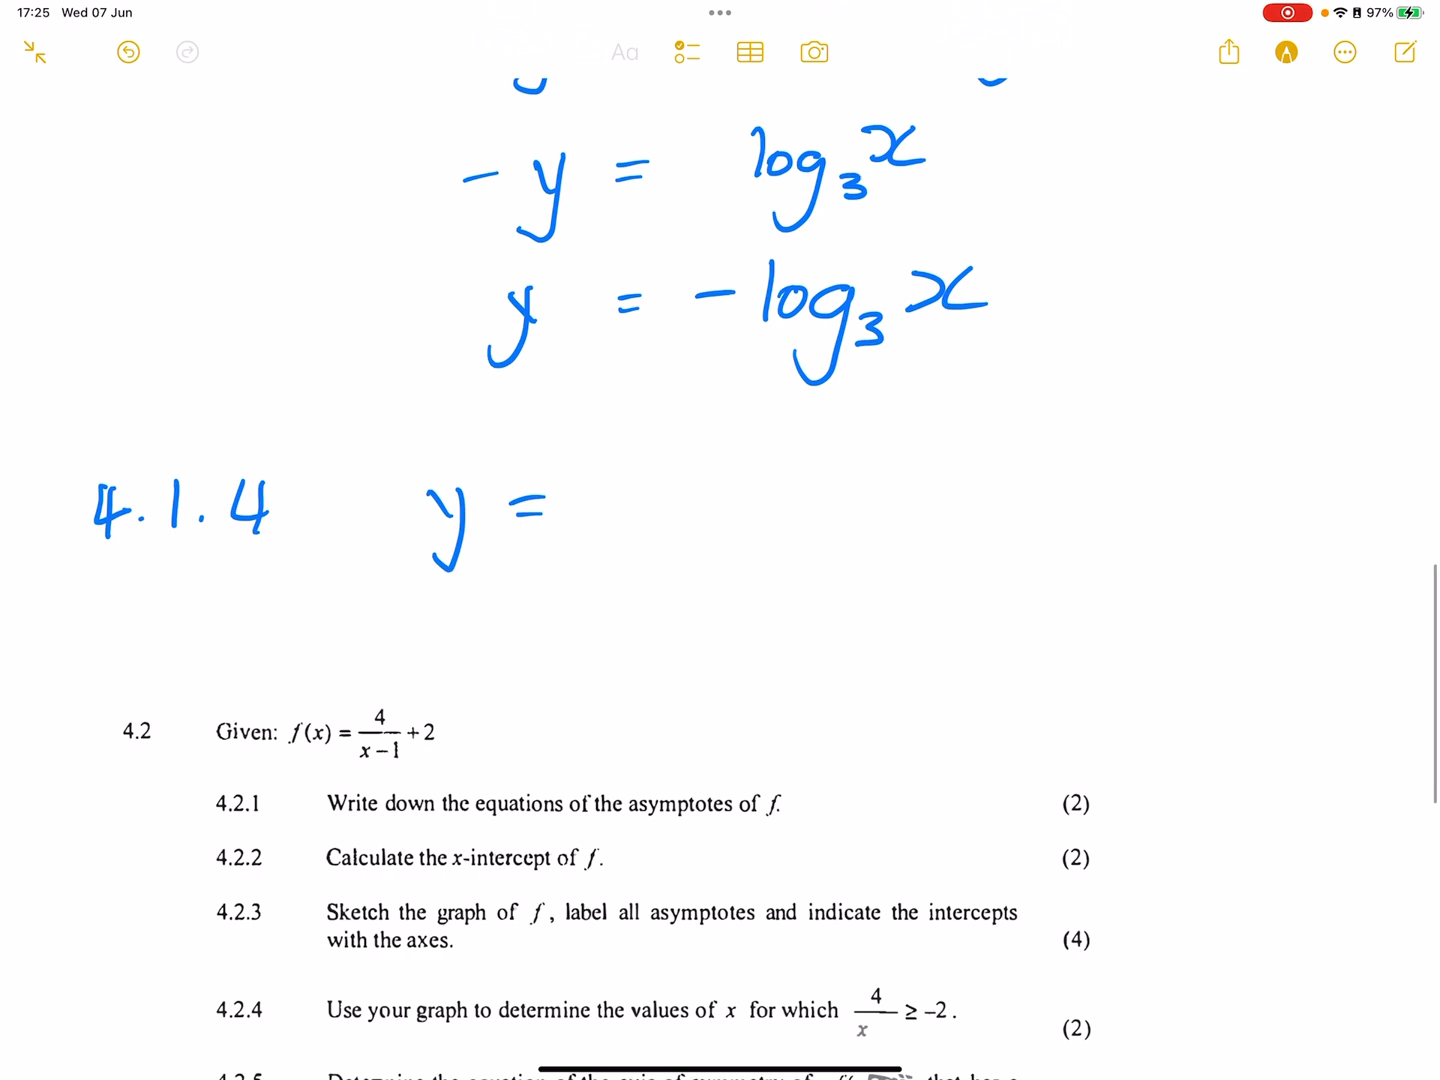 17:25 Wed 07 Jun
97%
Aa
-y = log₃x
y = -log₃x
4.1.4 y =
4.2 Given: f(x) = 4/(x-1) + 2
4.2.1 Write down the equations of the asymptotes of f. (2)
4.2.2 Calculate the x-intercept of f. (2)
4.2.3 Sketch the graph of f, label all asymptotes and indicate the intercepts
with the axes. (4)
4.2.4 Use your graph to determine the values of x for which 4/x ≥ -2. (2)